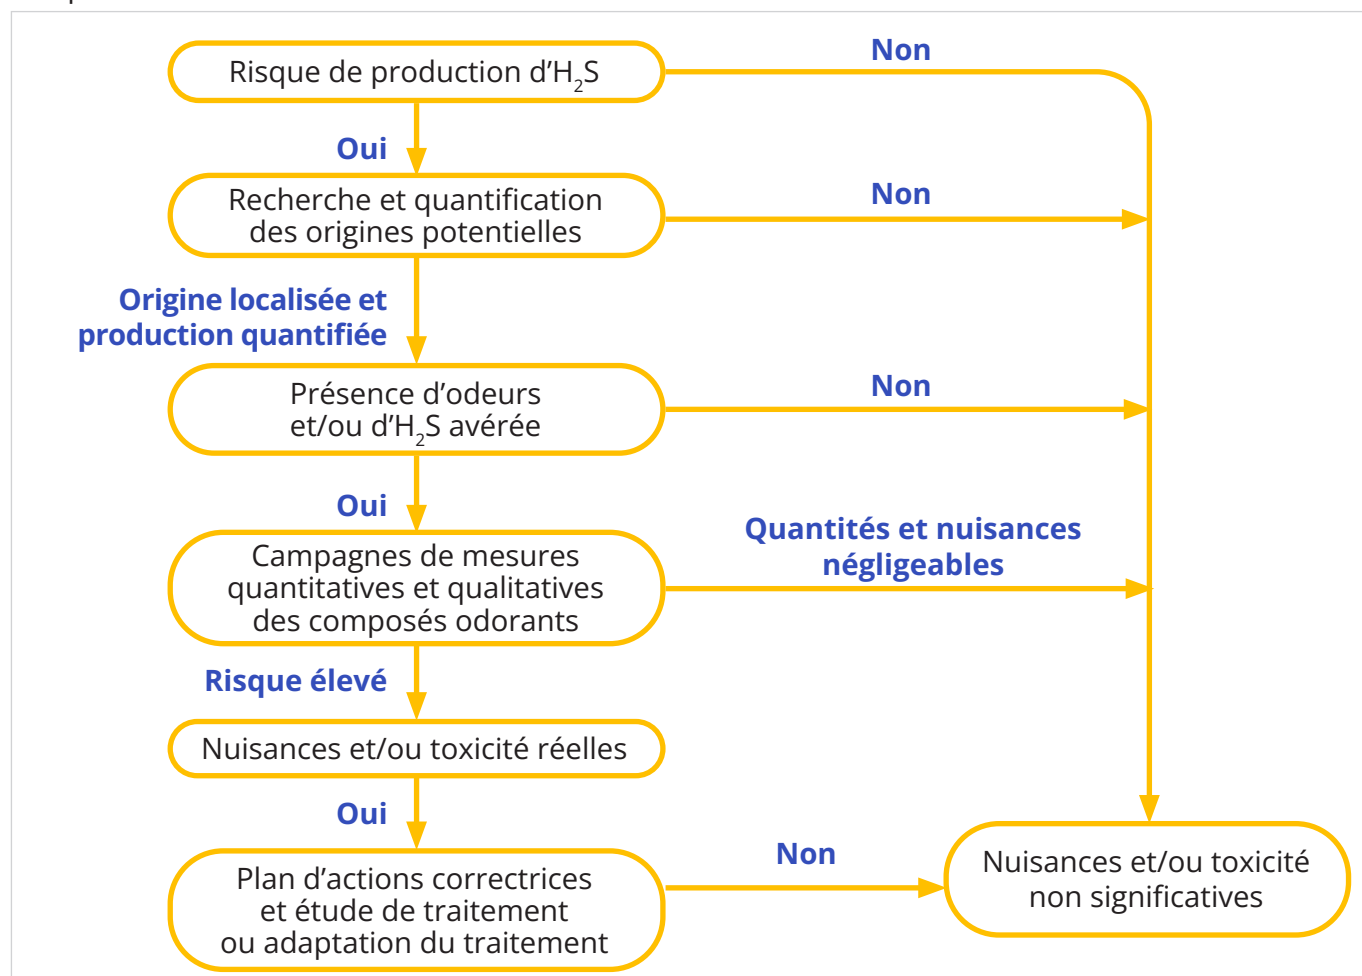 Risque de production d’H₂S
Non
Oui
Recherche et quantification
des origines potentielles
Non
Origine localisée et
production quantifiée
Présence d’odeurs
et/ou d’H₂S avérée
Non
Oui
Campagnes de mesures
quantitatives et qualitatives
des composés odorants
Quantités et nuisances
négligeables
Risque élevé
Nuisances et/ou toxicité réelles
Oui
Plan d’actions correctrices
et étude de traitement
ou adaptation du traitement
Non
Nuisances et/ou toxicité
non significatives